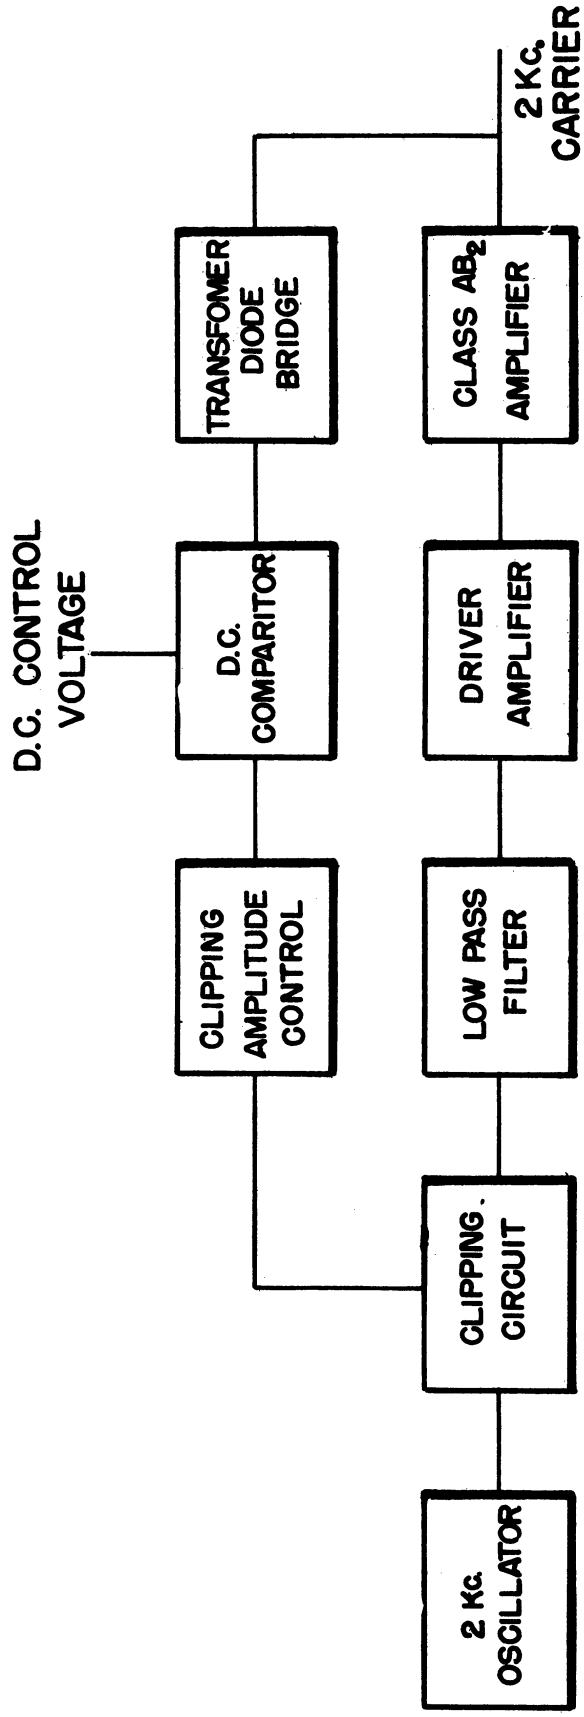 D.C. CONTROL
VOLTAGE
CLIPPING
AMPLITUDE
CONTROL
D.C.
COMPARITOR
TRANSFOMER
DIODE
BRIDGE
2 Kc.
OSCILLATOR
CLIPPING.
CIRCUIT
LOW PASS
FILTER
DRIVER
AMPLIFIER
CLASS AB2
AMPLIFIER
2 Kc.
CARRIER